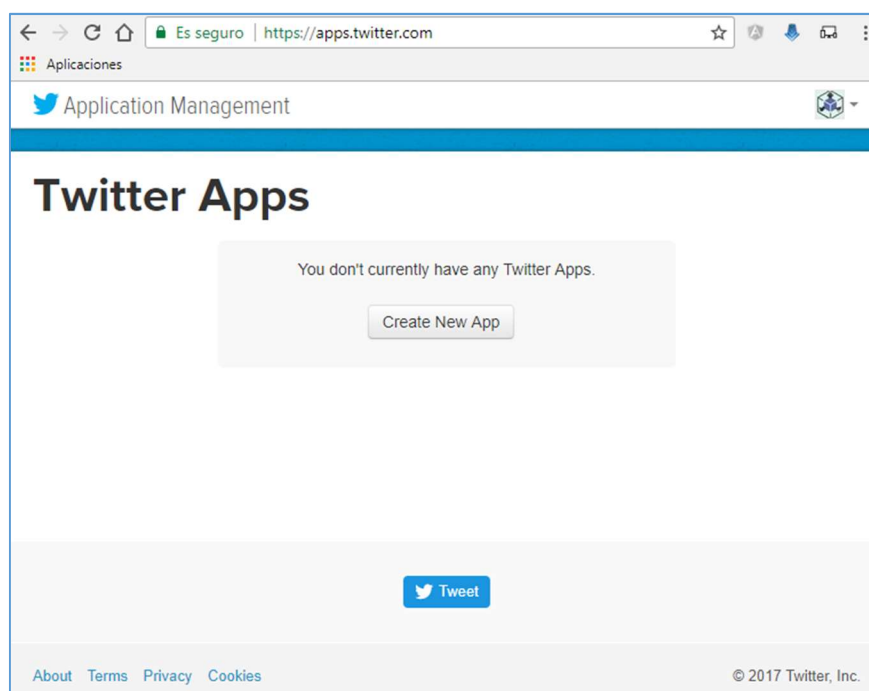 Es seguro | https://apps.twitter.com
Aplicaciones
Application Management
Twitter Apps
You don't currently have any Twitter Apps.
Create New App
Tweet
About Terms Privacy Cookies © 2017 Twitter, Inc.